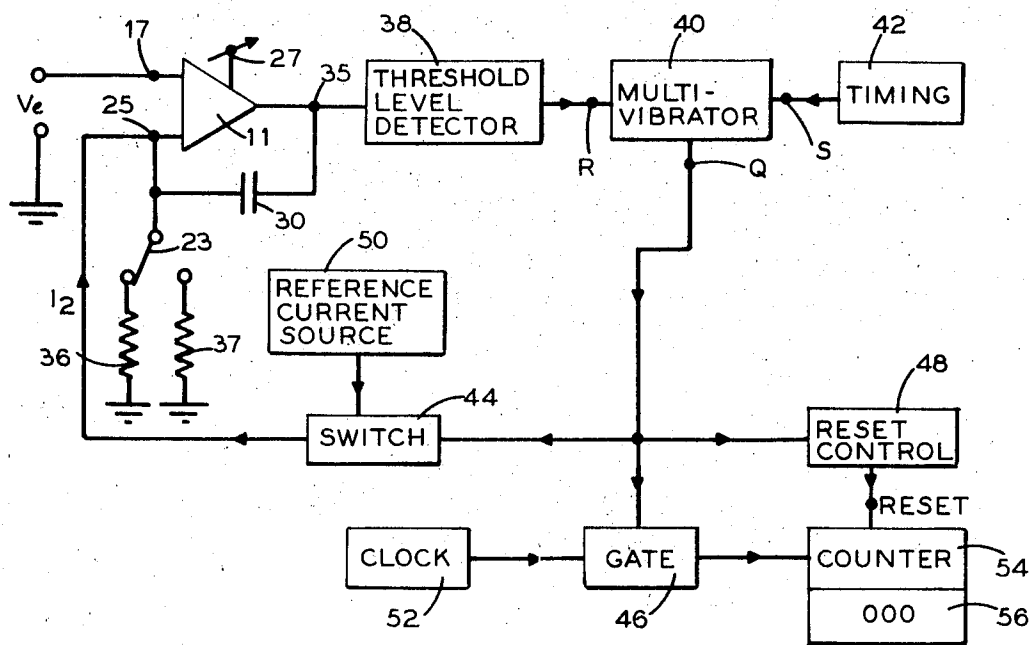 17
27
35
38
40
42
Ve
25
11
THRESHOLD
LEVEL
DETECTOR
R
MULTI-
VIBRATOR
S
TIMING
Q
30
23
50
REFERENCE
CURRENT
SOURCE
I2
36
37
44
SWITCH
48
RESET
CONTROL
RESET
CLOCK
52
GATE
46
COUNTER
54
000
56